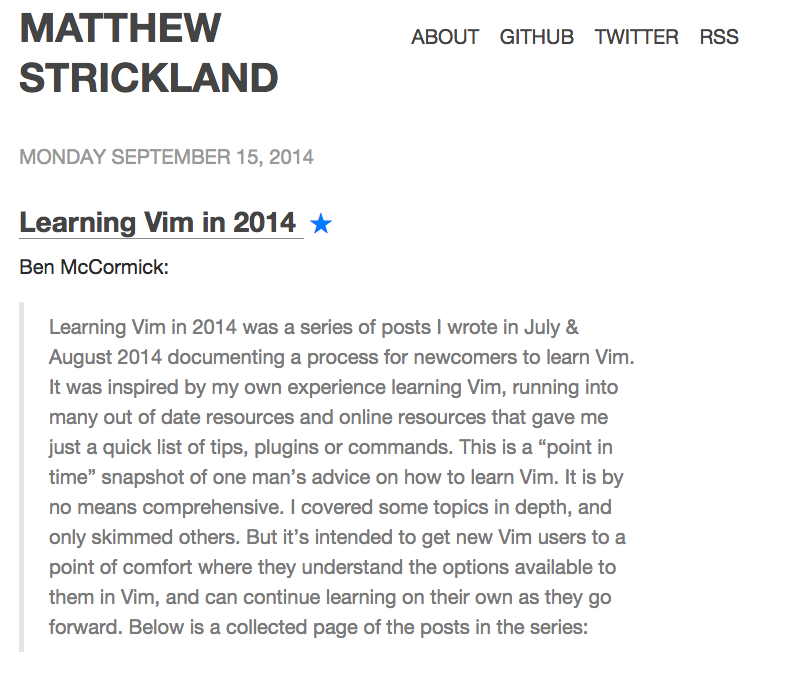 MATTHEW
STRICKLAND
ABOUT GITHUB TWITTER RSS
MONDAY SEPTEMBER 15, 2014
Learning Vim in 2014 ★
Ben McCormick:
Learning Vim in 2014 was a series of posts I wrote in July &
August 2014 documenting a process for newcomers to learn Vim.
It was inspired by my own experience learning Vim, running into
many out of date resources and online resources that gave me
just a quick list of tips, plugins or commands. This is a “point in
time” snapshot of one man’s advice on how to learn Vim. It is by
no means comprehensive. I covered some topics in depth, and
only skimmed others. But it’s intended to get new Vim users to a
point of comfort where they understand the options available to
them in Vim, and can continue learning on their own as they go
forward. Below is a collected page of the posts in the series: